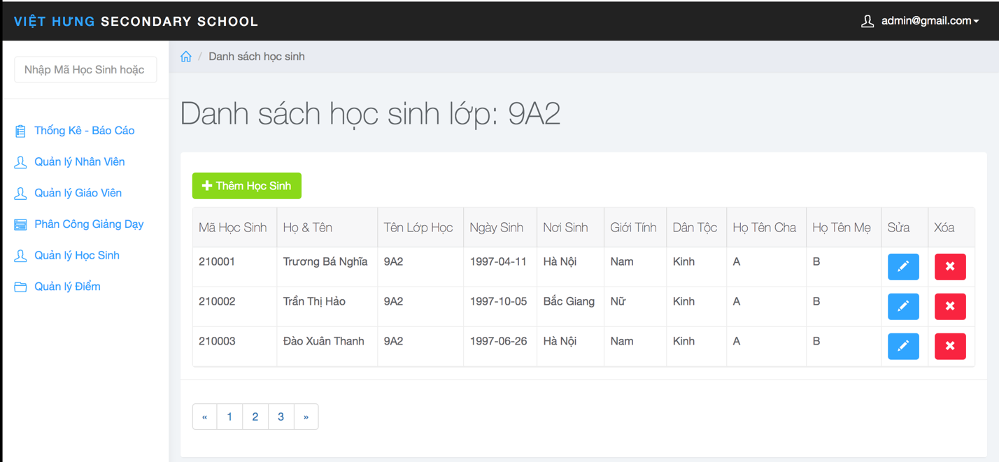 VIỆT HƯNG SECONDARY SCHOOL
admin@gmail.com
Nhập Mã Học Sinh hoặc
Thống Kê - Báo Cáo
Quản lý Nhân Viên
Quản lý Giáo Viên
Phân Công Giảng Dạy
Quản lý Học Sinh
Quản lý Điểm
/ Danh sách học sinh
Danh sách học sinh lớp: 9A2
Thêm Học Sinh
Mã Học Sinh Họ & Tên Tên Lớp Học Ngày Sinh Nơi Sinh Giới Tính Dân Tộc Họ Tên Cha Họ Tên Mẹ Sửa Xóa
210001 Trương Bá Nghĩa 9A2 1997-04-11 Hà Nội Nam Kinh A B
210002 Trần Thị Hảo 9A2 1997-10-05 Bắc Giang Nữ Kinh A B
210003 Đào Xuân Thanh 9A2 1997-06-26 Hà Nội Nam Kinh A B
« 1 2 3 »